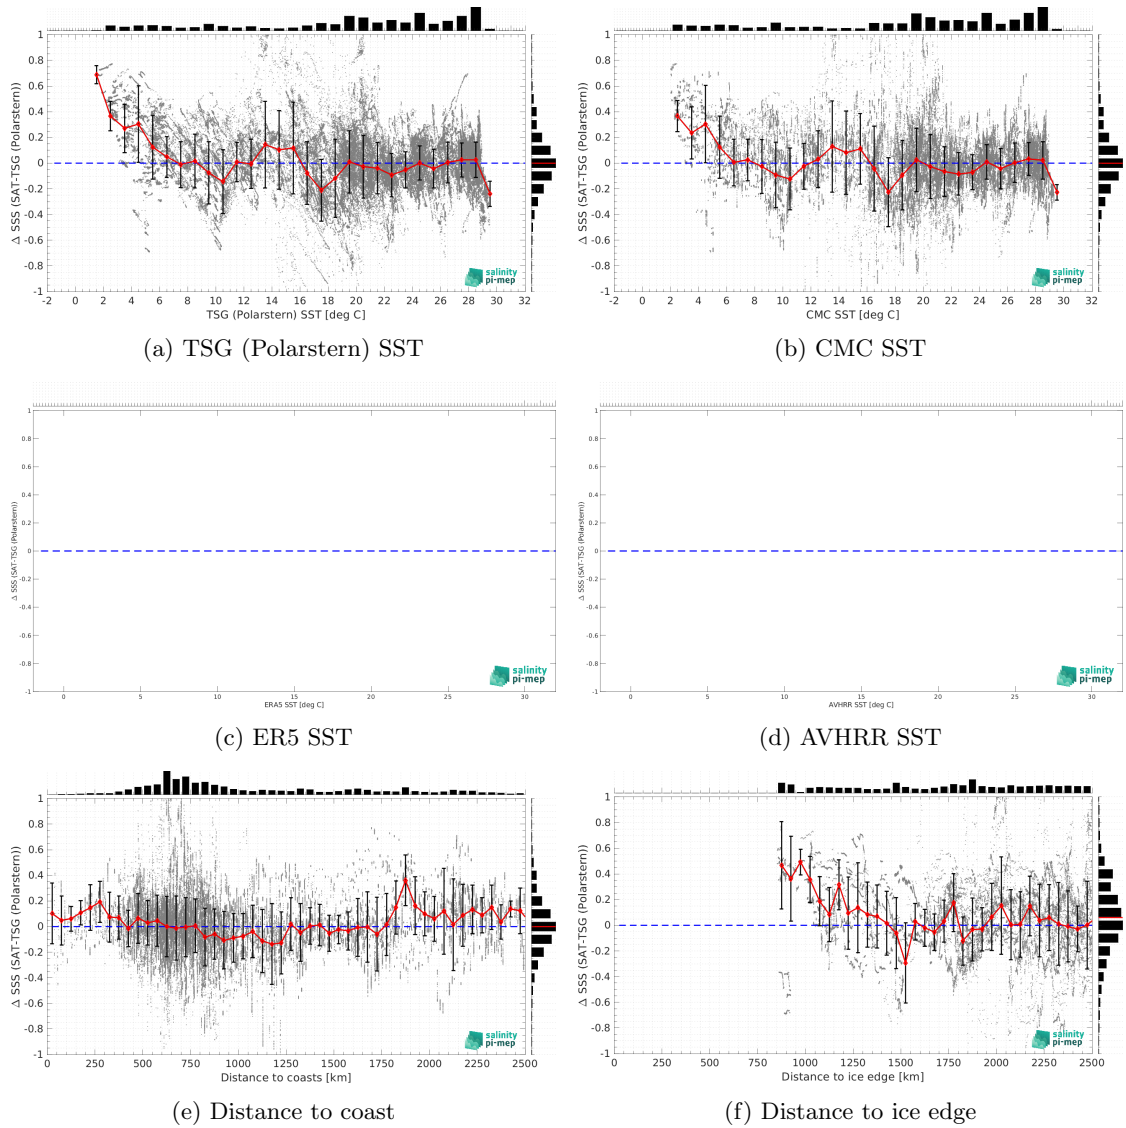 1
0.8
0.6
0.4
0.2
0
-0.2
-0.4
-0.6
-0.8
-1
Δ SSS (SAT-TSG (Polarstern))
salinity
pi-mep
-2 0 2 4 6 8 10 12 14 16 18 20 22 24 26 28 30 32
TSG (Polarstern) SST [deg C]
(a) TSG (Polarstern) SST
1
0.8
0.6
0.4
0.2
0
-0.2
-0.4
-0.6
-0.8
-1
Δ SSS (SAT-TSG (Polarstern))
salinity
pi-mep
-2 0 2 4 6 8 10 12 14 16 18 20 22 24 26 28 30 32
CMC SST [deg C]
(b) CMC SST
1
0.8
0.6
0.4
0.2
0
-0.2
-0.4
-0.6
-0.8
-1
Δ SSS (SAT-TSG (Polarstern))
salinity
pi-mep
0 5 10 15 20 25 30
ERA5 SST [deg C]
(c) ER5 SST
1
0.8
0.6
0.4
0.2
0
-0.2
-0.4
-0.6
-0.8
-1
Δ SSS (SAT-TSG (Polarstern))
salinity
pi-mep
0 5 10 15 20 25 30
AVHRR SST [deg C]
(d) AVHRR SST
1
0.8
0.6
0.4
0.2
0
-0.2
-0.4
-0.6
-0.8
-1
Δ SSS (SAT-TSG (Polarstern))
salinity
pi-mep
0 250 500 750 1000 1250 1500 1750 2000 2250 2500
Distance to coasts [km]
(e) Distance to coast
1
0.8
0.6
0.4
0.2
0
-0.2
-0.4
-0.6
-0.8
-1
Δ SSS (SAT-TSG (Polarstern))
salinity
pi-mep
0 250 500 750 1000 1250 1500 1750 2000 2250 2500
Distance to ice edge [km]
(f) Distance to ice edge